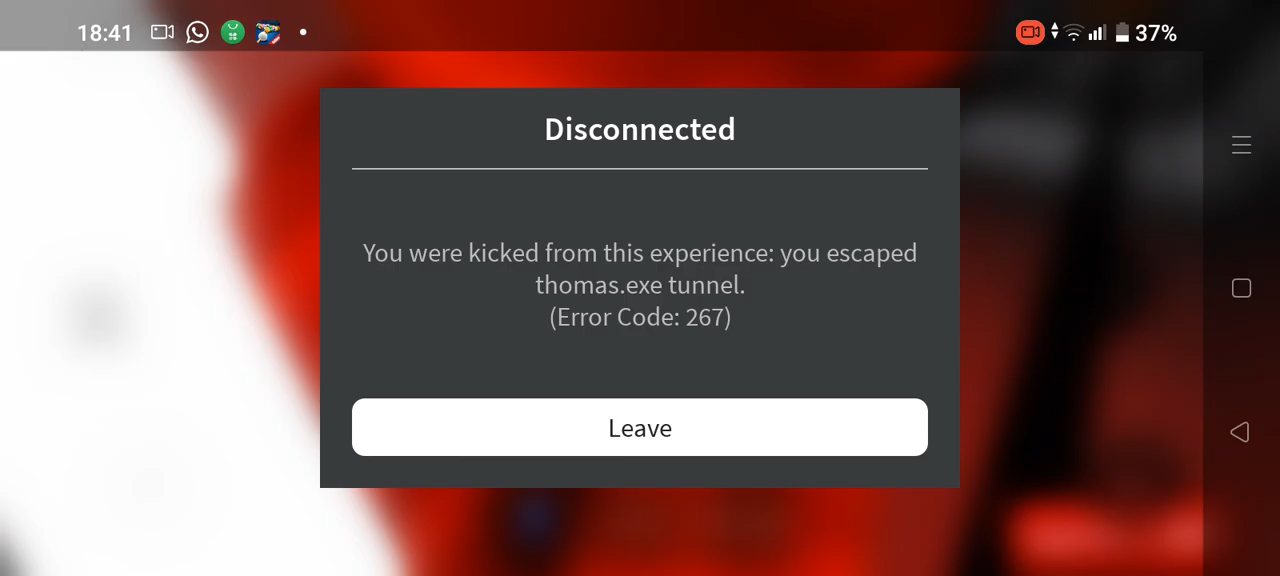 18:41
37%
Disconnected
You were kicked from this experience: you escaped
thomas.exe tunnel.
(Error Code: 267)
Leave